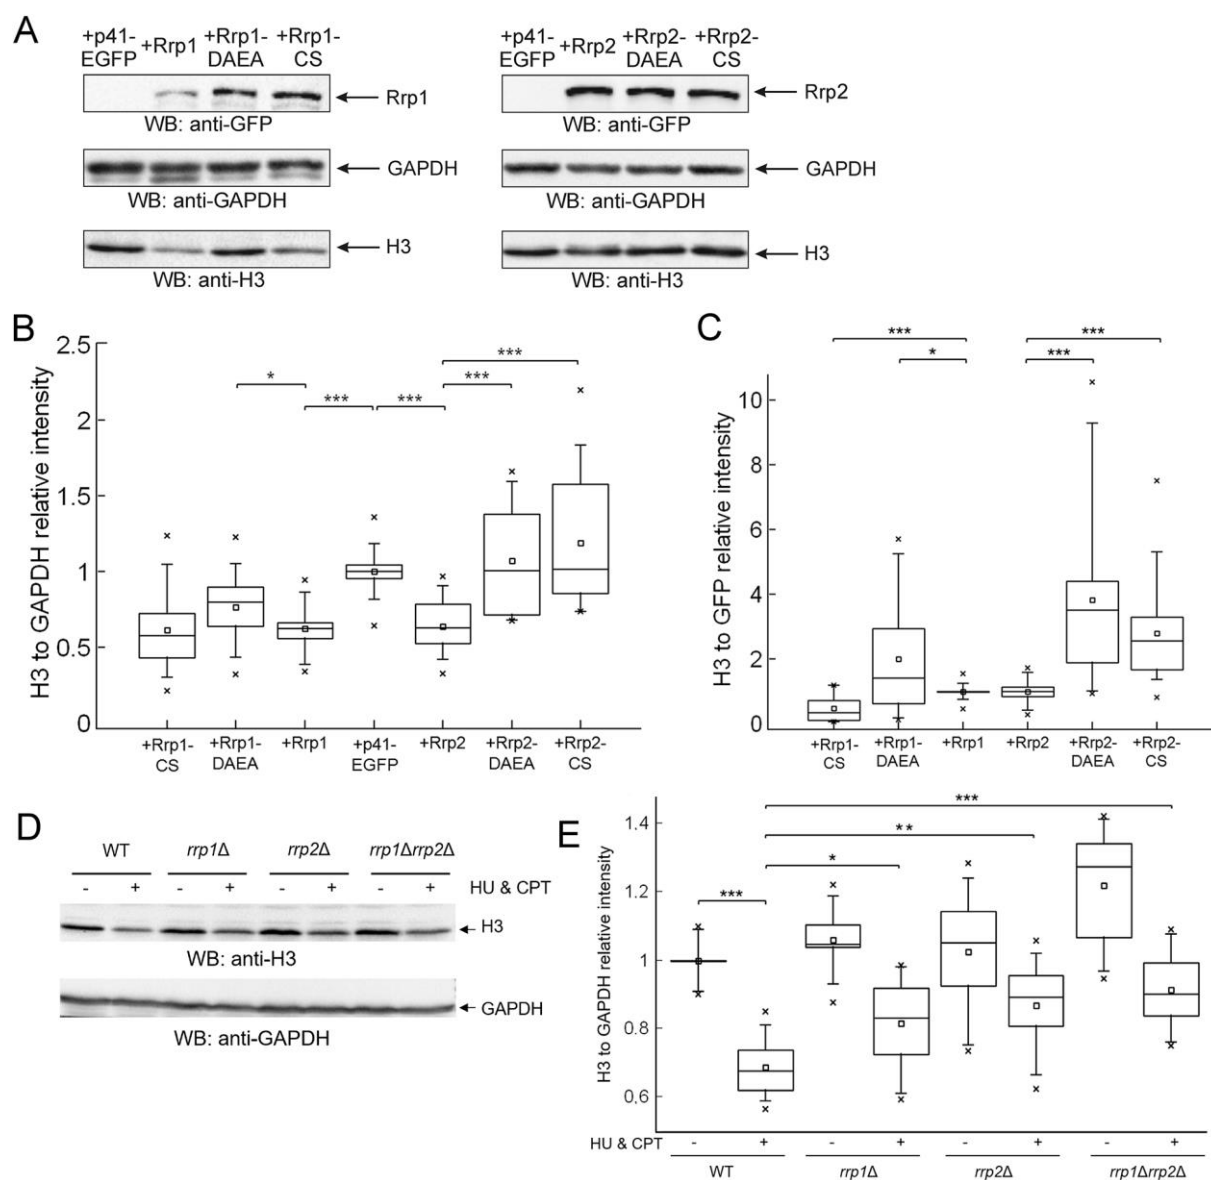 A
+p41-EGFP +Rrp1 +Rrp1-DAEA +Rrp1-CS
Rrp1
WB: anti-GFP
GAPDH
WB: anti-GAPDH
H3
WB: anti-H3
+p41-EGFP +Rrp2 +Rrp2-DAEA +Rrp2-CS
Rrp2
WB: anti-GFP
GAPDH
WB: anti-GAPDH
H3
WB: anti-H3
B
H3 to GAPDH relative intensity
2.5
2
1.5
1
0.5
0
* *** *** *** ***
+Rrp1-CS +Rrp1-DAEA +Rrp1 +p41-EGFP +Rrp2 +Rrp2-DAEA +Rrp2-CS
C
H3 to GFP relative intensity
10
8
6
4
2
0
*** * *** ***
+Rrp1-CS +Rrp1-DAEA +Rrp1 +Rrp2 +Rrp2-DAEA +Rrp2-CS
D
WT rrp1Δ rrp2Δ rrp1Δrrp2Δ
- + - + - + - + HU & CPT
H3
WB: anti-H3
GAPDH
WB: anti-GAPDH
E
H3 to GAPDH relative intensity
1.4
1.2
1
0.8
0.6
*** * ** ***
HU & CPT - + - + - + - +
WT rrp1Δ rrp2Δ rrp1Δrrp2Δ